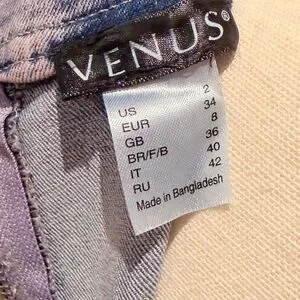 VENUS®
US 2
EUR 34
GB 8
BR/F/B 36
IT 40
RU 42
Made in Bangladesh